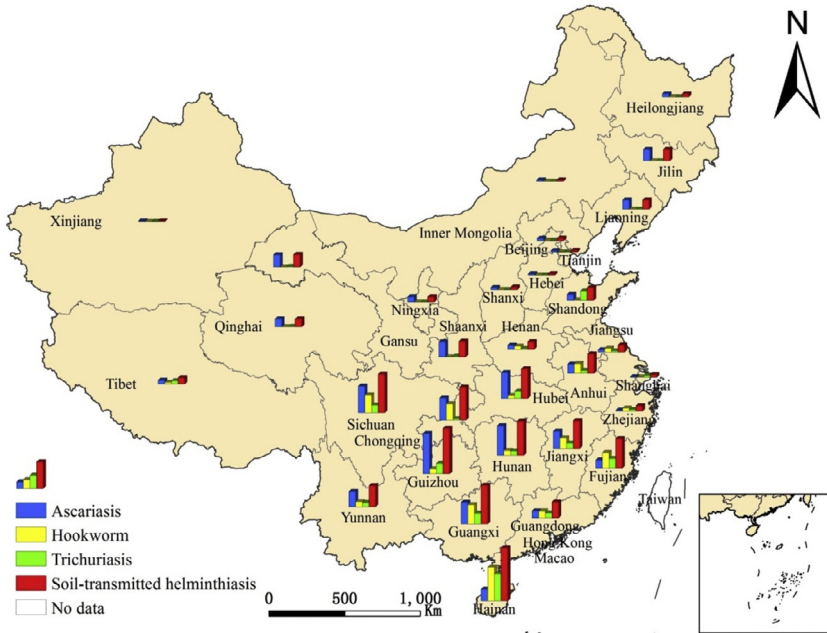 N
Heilongjiang
Jilin
Xinjiang
Liaoning
Inner Mongolia
Beijing
Tianjin
Hebei
Shanxi
Ningxia
Shandong
Qinghai
Shaanxi
Henan
Jiangsu
Gansu
Tibet
Shanghai
Anhui
Hubei
Zhejiang
Sichuan
Chongqing
Jiangxi
Hunan
Fujian
Guizhou
Taiwan
Yunnan
Guangxi
Guangdong
Hong Kong
Macao
Hainan
Ascariasis
Hookworm
Trichuriasis
Soil-transmitted helminthiasis
No data
0 500 1,000
Km